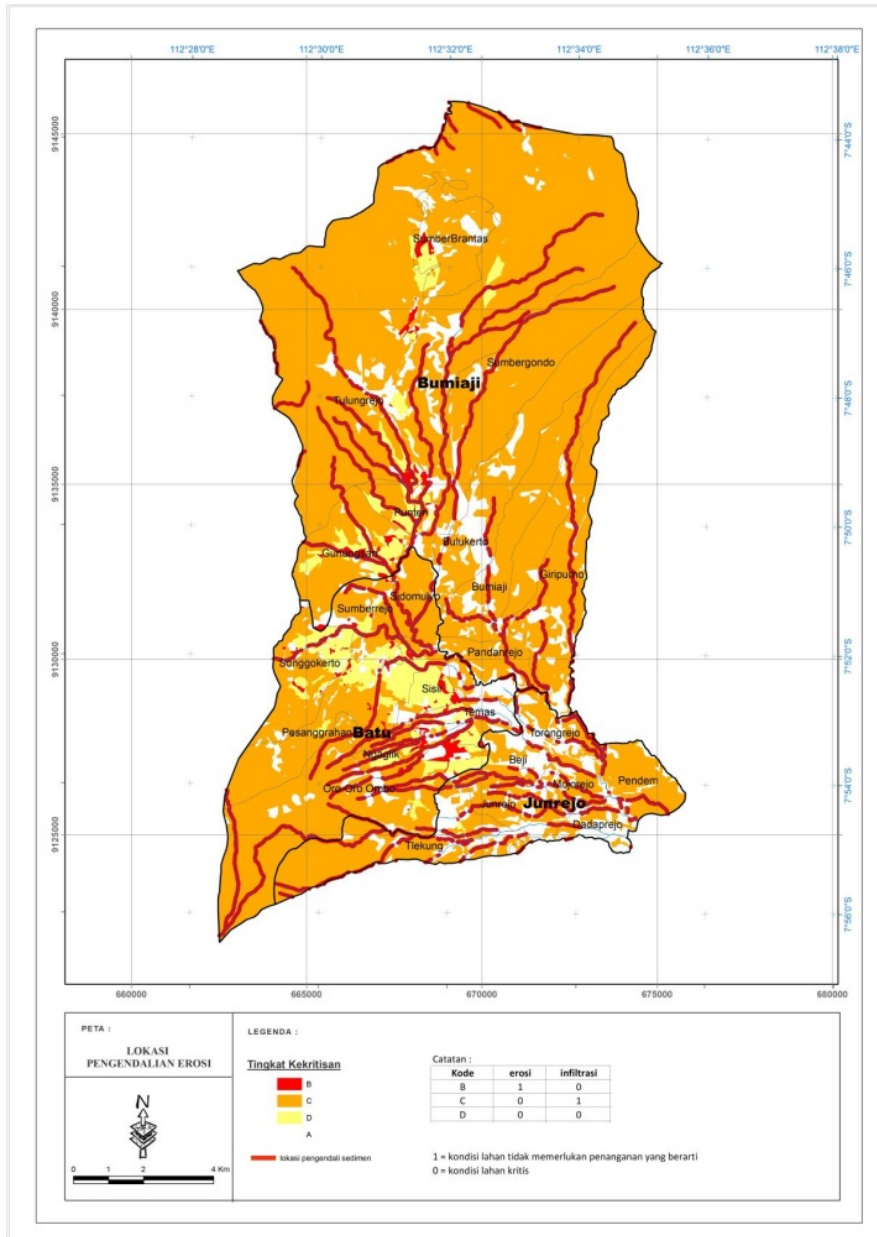 112°28'0"E 112°30'0"E 112°32'0"E 112°34'0"E 112°36'0"E 112°38'0"E
9145000
7°44'0"S
SumberBrantas
7°46'0"S
9140000
Sumbergondo
Bumiaji
7°48'0"S
Tulungrejo
9135000
Punten
7°50'0"S
Bulukerto
Gunungsari
Giripurno
Bumiaji
Sidomulyo
Sumberrejo
Pandanrejo
7°52'0"S
9130000
Songgokerto
Sisir
Temas
Pesanggrahan
Batu
Torongrejo
Ngaglik
Beji
Pendem
Mojorejo
7°54'0"S
Oro-Oro Ombo
Junrejo
Junrejo
Dadaprejo
9125000
Tlekung
7°56'0"S
660000 665000 670000 675000 680000
PETA :
LOKASI
PENGENDALIAN EROSI
N
0 1 2 4 Km
LEGENDA :
Tingkat Kekritisan
B
C
D
A
lokasi pengendali sedimen
Catatan :
Kode erosi infiltrasi
B 1 0
C 0 1
D 0 0
1 = kondisi lahan tidak memerlukan penanganan yang berarti
0 = kondisi lahan kritis